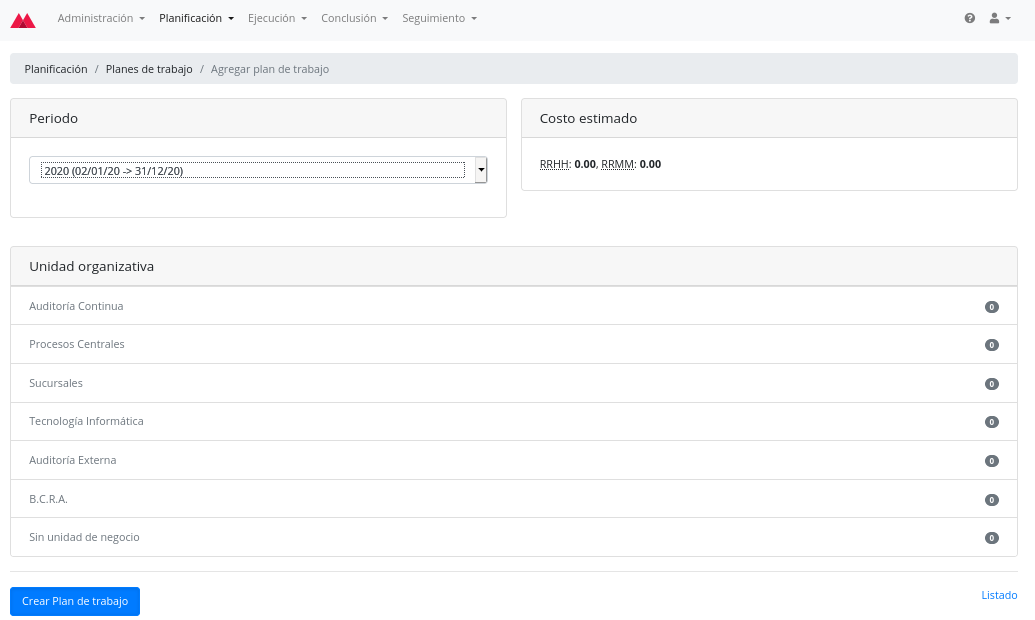 Administración Planificación Ejecución Conclusión Seguimiento
Planificación / Planes de trabajo / Agregar plan de trabajo
Periodo
2020 (02/01/20 -> 31/12/20)
Costo estimado
RRHH: 0.00, RRMM: 0.00
Unidad organizativa
Auditoría Continua 0
Procesos Centrales 0
Sucursales 0
Tecnología Informática 0
Auditoría Externa 0
B.C.R.A. 0
Sin unidad de negocio 0
Crear Plan de trabajo
Listado